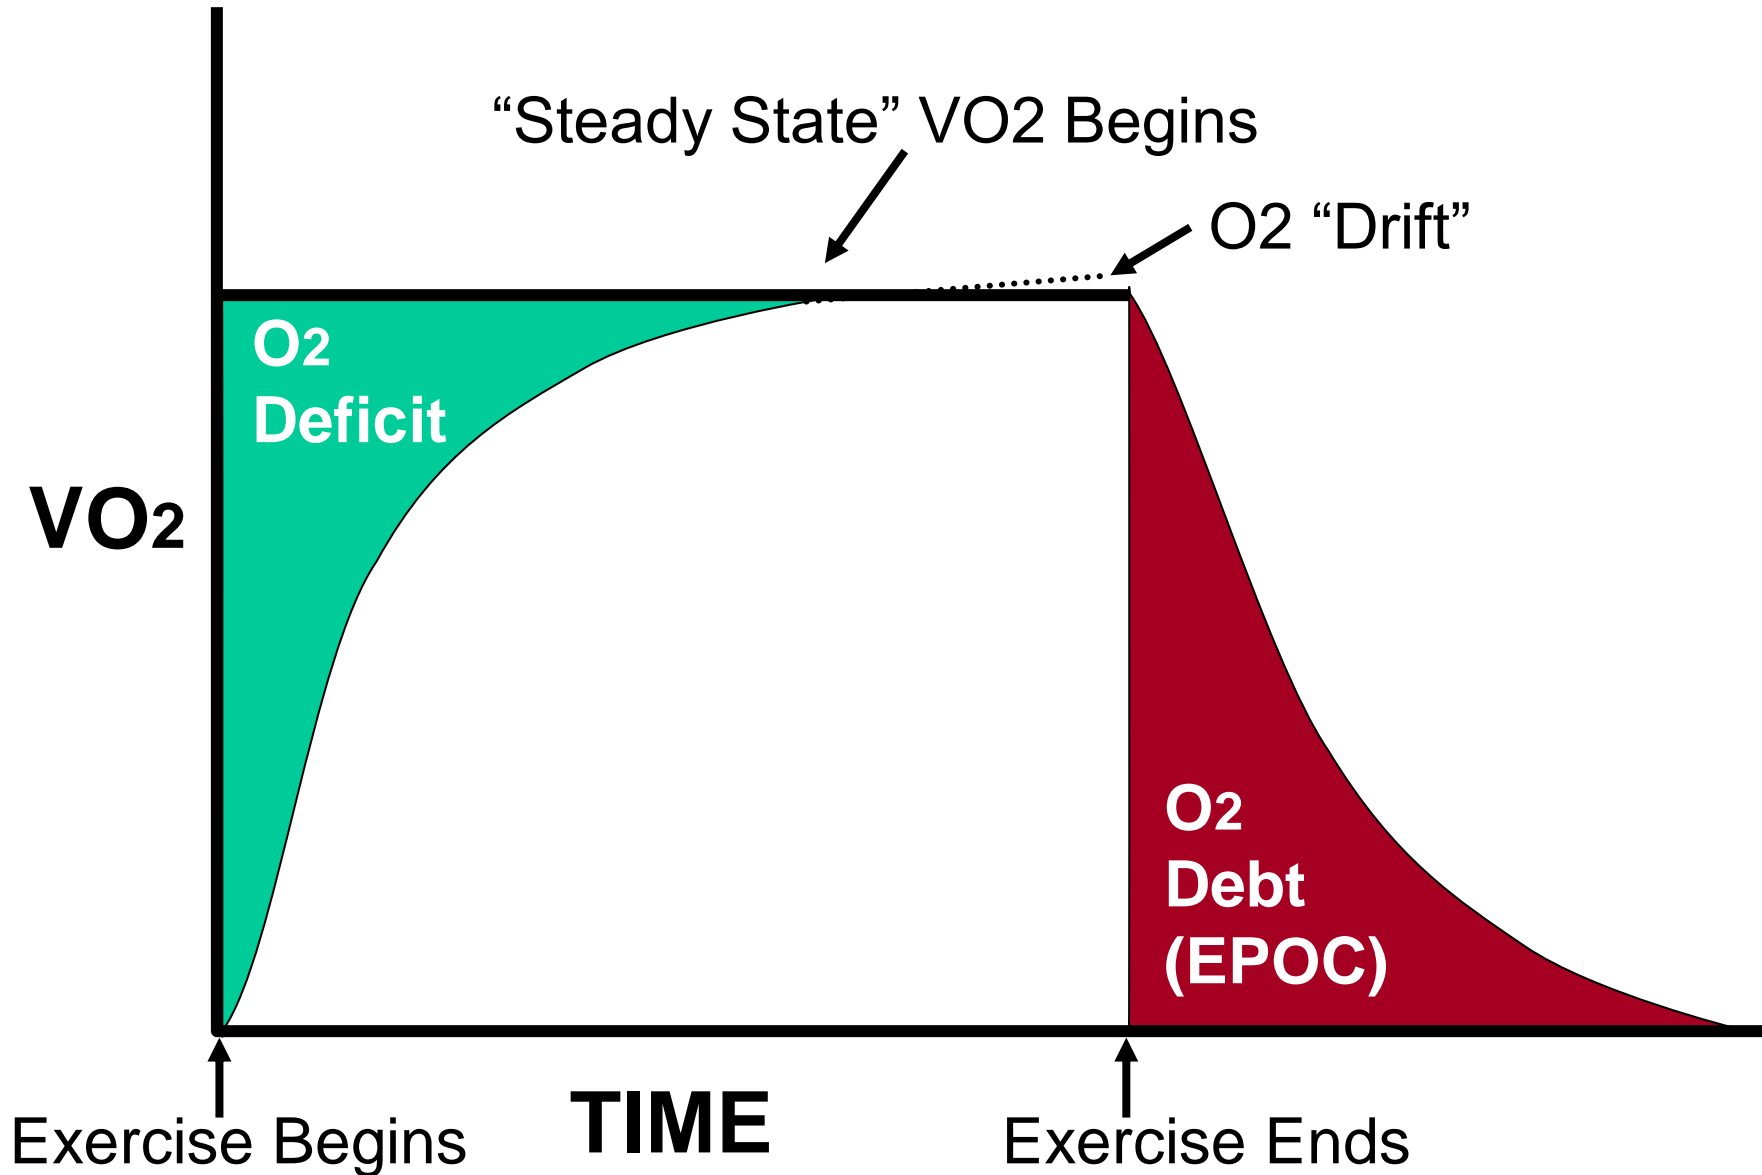 “Steady State” VO2 Begins
O2 “Drift”
O2
Deficit
VO2
O2
Debt
(EPOC)
TIME
Exercise Begins
Exercise Ends